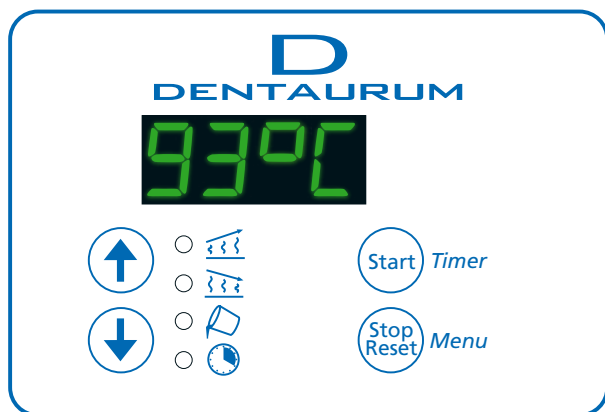 D
DENTAURUM
93°C
Start Timer
Stop
Reset Menu